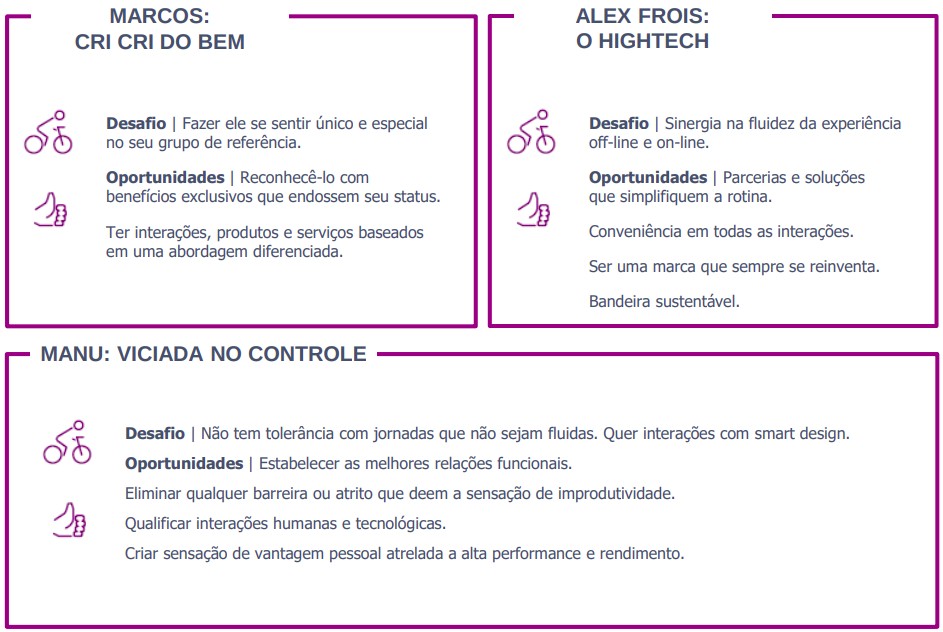 MARCOS:
CRI CRI DO BEM
Desafio | Fazer ele se sentir único e especial
no seu grupo de referência.
Oportunidades | Reconhecê-lo com
benefícios exclusivos que endossem seu status.
Ter interações, produtos e serviços baseados
em uma abordagem diferenciada.
ALEX FROIS:
O HIGHTECH
Desafio | Sinergia na fluidez da experiência
off-line e on-line.
Oportunidades | Parcerias e soluções
que simplifiquem a rotina.
Conveniência em todas as interações.
Ser uma marca que sempre se reinventa.
Bandeira sustentável.
MANU: VICIADA NO CONTROLE
Desafio | Não tem tolerância com jornadas que não sejam fluidas. Quer interações com smart design.
Oportunidades | Estabelecer as melhores relações funcionais.
Eliminar qualquer barreira ou atrito que deem a sensação de improdutividade.
Qualificar interações humanas e tecnológicas.
Criar sensação de vantagem pessoal atrelada a alta performance e rendimento.